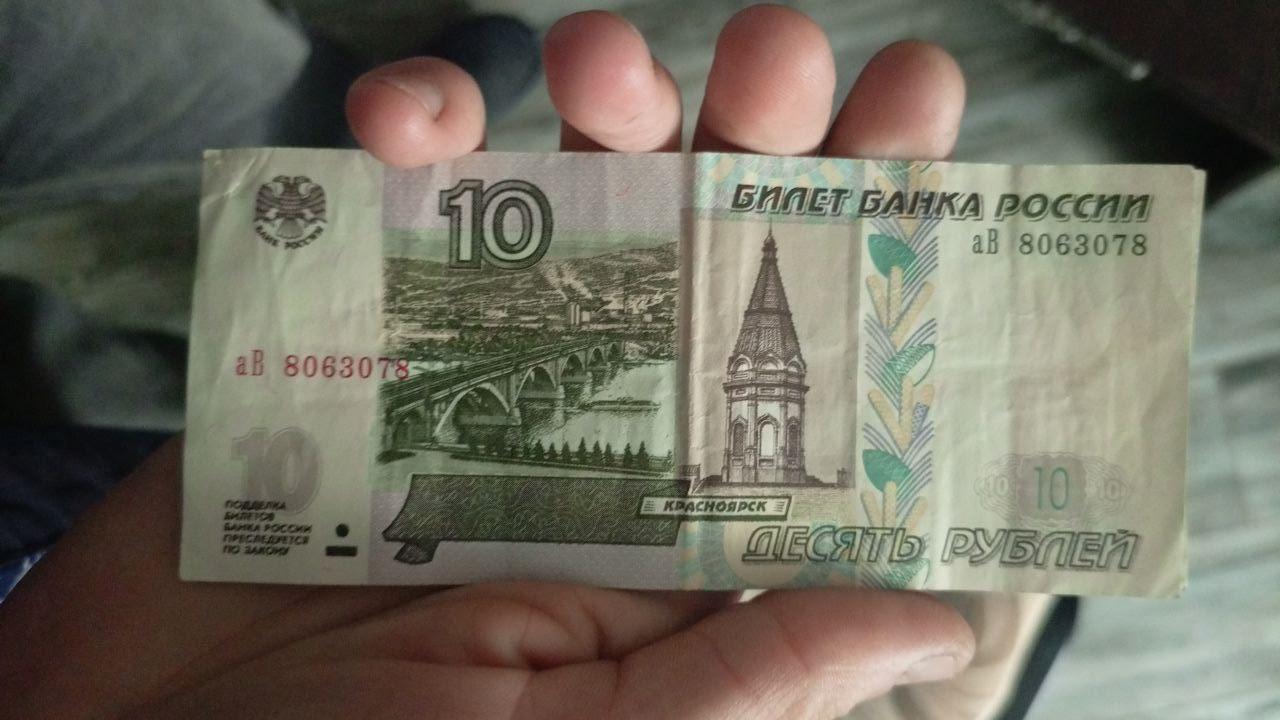 БАНК РОССИИ
10
БИЛЕТ БАНКА РОССИИ
аВ 8063078
аВ 8063078
10
ПОДДЕЛКА
БИЛЕТОВ
БАНКА РОССИИ
ПРЕСЛЕДУЕТСЯ
ПО ЗАКОНУ
КРАСНОЯРСК
10 10 10
ДЕСЯТЬ РУБЛЕЙ